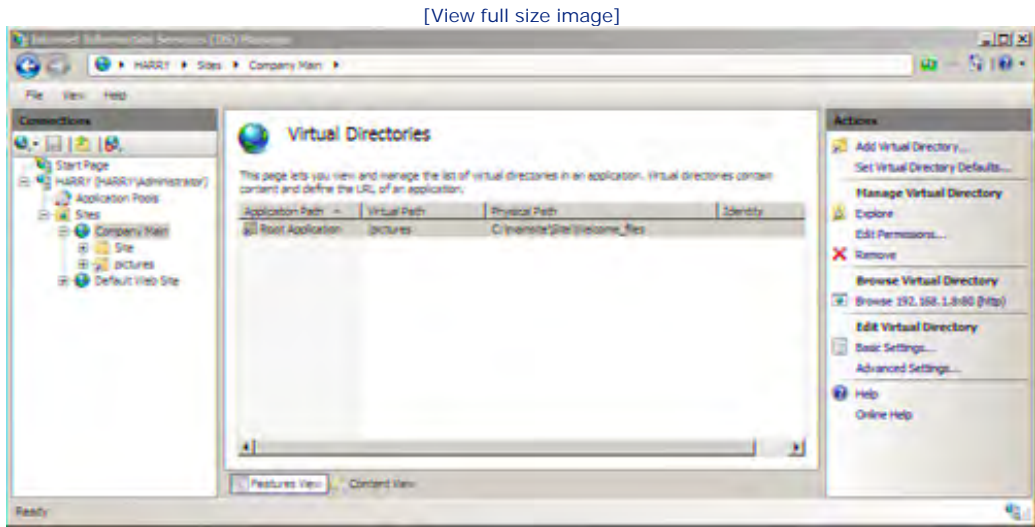 [View full size image]
Internet Information Services (IIS) Manager
HARRY Sites Company Main
File View Help
Connections
Start Page
HARRY (HARRY\Administrator)
Application Pools
Sites
Company Main
Site
pictures
Default Web Site
Virtual Directories
This page lets you view and manage the list of virtual directories in an application. Virtual directories contain
content and define the URL of an application.
Application Path Virtual Path Physical Path Identity
Root Application /pictures C:\mainsite\Site\Welcome_files
Features View Content View
Actions
Add Virtual Directory...
Set Virtual Directory Defaults...
Manage Virtual Directory
Explore
Edit Permissions...
Remove
Browse Virtual Directory
Browse 192.168.1.8:80 (http)
Edit Virtual Directory
Basic Settings...
Advanced Settings...
Help
Online Help
Ready